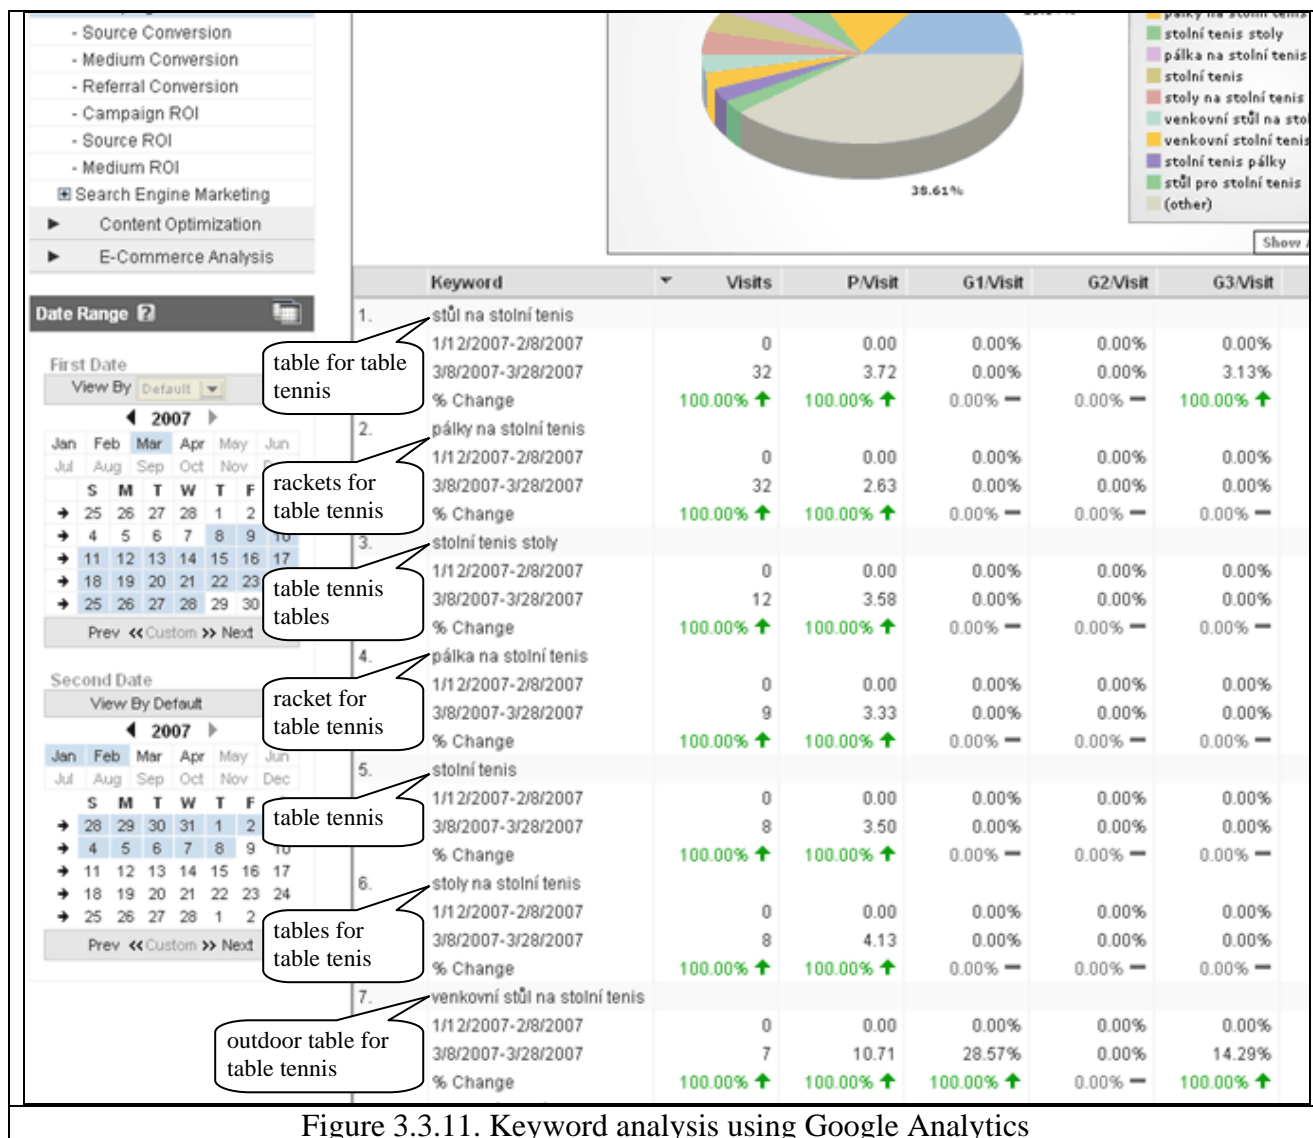 - Source Conversion
- Medium Conversion
- Referral Conversion
- Campaign ROI
- Source ROI
- Medium ROI
Search Engine Marketing
Content Optimization
E-Commerce Analysis
38.61%
pálky na stolní tenis
stolní tenis stoly
pálka na stolní tenis
stolní tenis
stoly na stolní tenis
venkovní stůl na sto
venkovní stolní tenis
stolní tenis pálky
stůl pro stolní tenis
(other)
Show
Date Range ?
First Date
View By Default
2007
Jan Feb Mar Apr May Jun
Jul Aug Sep Oct Nov
S M T W T F
25 26 27 28 1 2
4 5 6 7 8 9 10
11 12 13 14 15 16 17
18 19 20 21 22 23
25 26 27 28 29 30
Prev << Custom >> Next
Second Date
View By Default
2007
Jan Feb Mar Apr May Jun
Jul Aug Sep Oct Nov Dec
S M T W T F
28 29 30 31 1 2
4 5 6 7 8 9 10
11 12 13 14 15 16 17
18 19 20 21 22 23 24
25 26 27 28 1 2
Prev << Custom >> Next
Keyword Visits P/Visit G1/Visit G2/Visit G3/Visit
1. stůl na stolní tenis
1/12/2007-2/8/2007 0 0.00 0.00% 0.00% 0.00%
3/8/2007-3/28/2007 32 3.72 0.00% 0.00% 3.13%
% Change 100.00% 100.00% 0.00% 0.00% 100.00%
table for table
tennis
2. pálky na stolní tenis
1/12/2007-2/8/2007 0 0.00 0.00% 0.00% 0.00%
3/8/2007-3/28/2007 32 2.63 0.00% 0.00% 0.00%
% Change 100.00% 100.00% 0.00% 0.00% 0.00%
rackets for
table tennis
3. stolní tenis stoly
1/12/2007-2/8/2007 0 0.00 0.00% 0.00% 0.00%
3/8/2007-3/28/2007 12 3.58 0.00% 0.00% 0.00%
% Change 100.00% 100.00% 0.00% 0.00% 0.00%
table tennis
tables
4. pálka na stolní tenis
1/12/2007-2/8/2007 0 0.00 0.00% 0.00% 0.00%
3/8/2007-3/28/2007 9 3.33 0.00% 0.00% 0.00%
% Change 100.00% 100.00% 0.00% 0.00% 0.00%
racket for
table tennis
5. stolní tenis
1/12/2007-2/8/2007 0 0.00 0.00% 0.00% 0.00%
3/8/2007-3/28/2007 8 3.50 0.00% 0.00% 0.00%
% Change 100.00% 100.00% 0.00% 0.00% 0.00%
table tennis
6. stoly na stolní tenis
1/12/2007-2/8/2007 0 0.00 0.00% 0.00% 0.00%
3/8/2007-3/28/2007 8 4.13 0.00% 0.00% 0.00%
% Change 100.00% 100.00% 0.00% 0.00% 0.00%
tables for
table tenis
7. venkovní stůl na stolní tenis
1/12/2007-2/8/2007 0 0.00 0.00% 0.00% 0.00%
3/8/2007-3/28/2007 7 10.71 28.57% 0.00% 14.29%
% Change 100.00% 100.00% 100.00% 0.00% 100.00%
outdoor table for
table tennis
Figure 3.3.11. Keyword analysis using Google Analytics